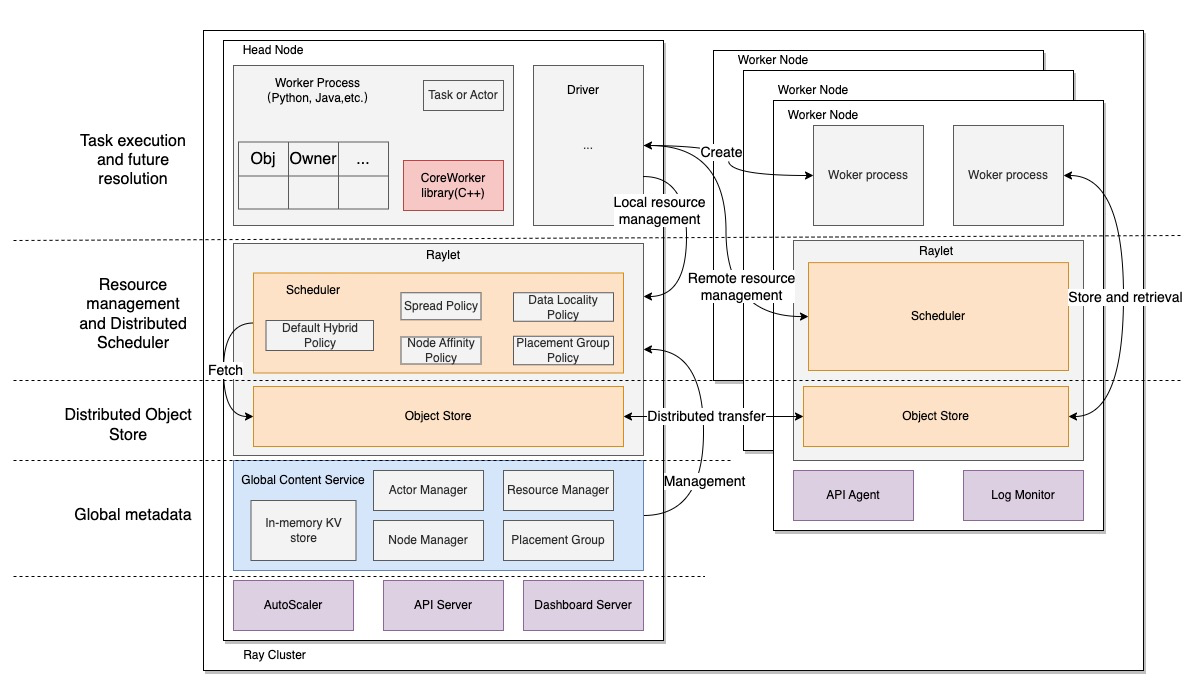 Head Node
Worker Process
(Python, Java,etc.)
Task or Actor
Obj Owner ...
CoreWorker
library(C++)
Driver
...
Worker Node
Worker Node
Worker Node
Woker process
Woker process
Create
Task execution
and future
resolution
Local resource
management
Raylet
Scheduler
Spread Policy
Data Locality
Policy
Default Hybrid
Policy
Node Affinity
Policy
Placement Group
Policy
Remote resource
management
Raylet
Scheduler
Store and retrieval
Resource
management
and Distributed
Scheduler
Fetch
Distributed Object
Store
Object Store
Distributed transfer
Object Store
Global metadata
Global Content Service
Actor Manager
Resource Manager
In-memory KV
store
Node Manager
Placement Group
Management
API Agent
Log Monitor
AutoScaler
API Server
Dashboard Server
Ray Cluster